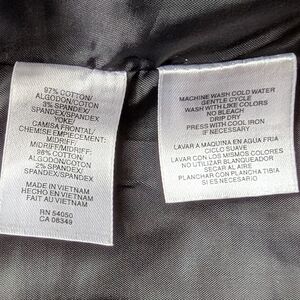 97% COTTON/
ALGODON/COTON
3% SPANDEX/
SPANDEX/SPANDEX
YOKE/
CAMISA FRONTAL/
CHEMISE EMPIECEMENT:
MIDRIFF/
MIDRIFF/MIDRIFF
98% COTTON/
ALGODON/COTON
2% SPANDEX/
SPANDEX/SPANDEX
MADE IN VIETNAM
HECHO EN VIETNAM
FAIT AU VIETNAM
RN 54050
CA 08349
MACHINE WASH COLD WATER
GENTLE CYCLE
WASH WITH LIKE COLORS
NO BLEACH
DRIP DRY
PRESS WITH COOL IRON
IF NECESSARY
LAVAR A MAQUINA EN AGUA FRIA
CICLO SUAVE
LAVAR CON LOS MISMOS COLORES
NO UTILIZAR BLANQUEADOR
SECAR AL AIRE
PLANCHAR CON PLANCHA TIBIA
SI ES NECESARIO